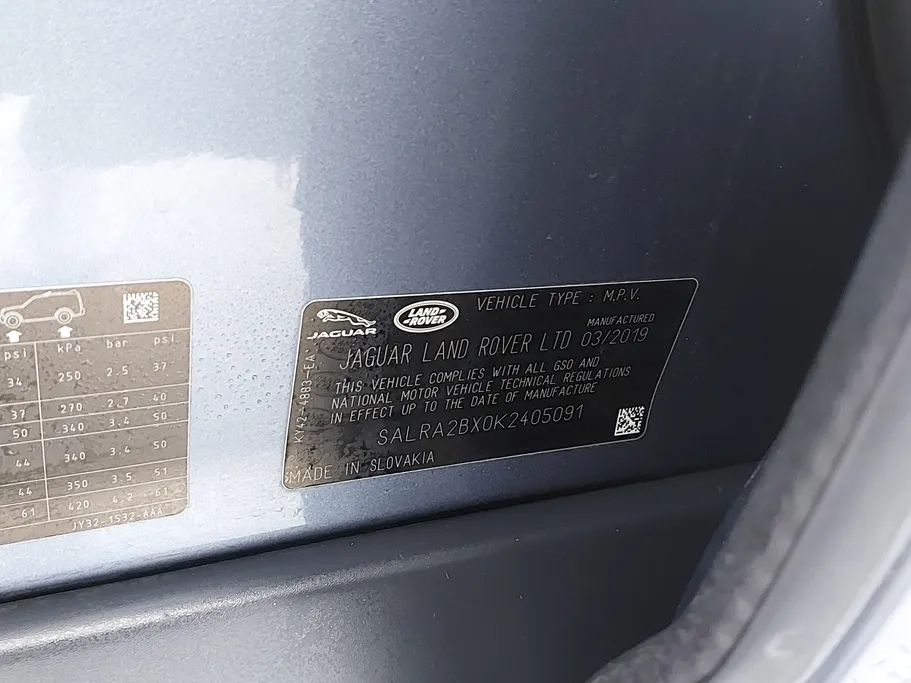 psi kPa bar psi
34 250 2.5 37
37 270 2.7 40
50 340 3.4 50
44 340 3.4 50
44 350 3.5 51
61 420 4.2 61
JY32-1532-AAA
JAGUAR
LAND-
-ROVER
VEHICLE TYPE : M.P.V.
MANUFACTURED
JAGUAR LAND ROVER LTD 03/2019
THIS VEHICLE COMPLIES WITH ALL GSO AND
NATIONAL MOTOR VEHICLE TECHNICAL REGULATIONS
IN EFFECT UP TO THE DATE OF MANUFACTURE
KY42-4883-EA
SALRA2BX0K2405091
MADE IN SLOVAKIA